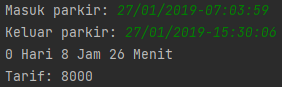 Masuk parkir: 27/01/2019-07:03:59
Keluar parkir: 27/01/2019-15:30:06
0 Hari 8 Jam 26 Menit
Tarif: 8000